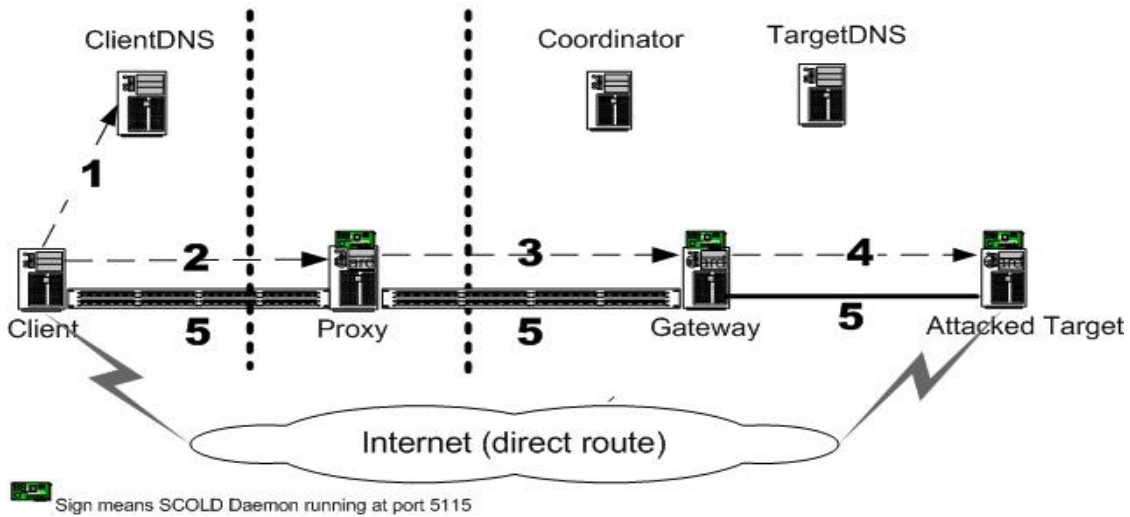 ClientDNS
Coordinator
TargetDNS
1
2
3
4
5
5
5
Client
Proxy
Gateway
Attacked Target
Internet (direct route)
Sign means SCOLD Daemon running at port 5115